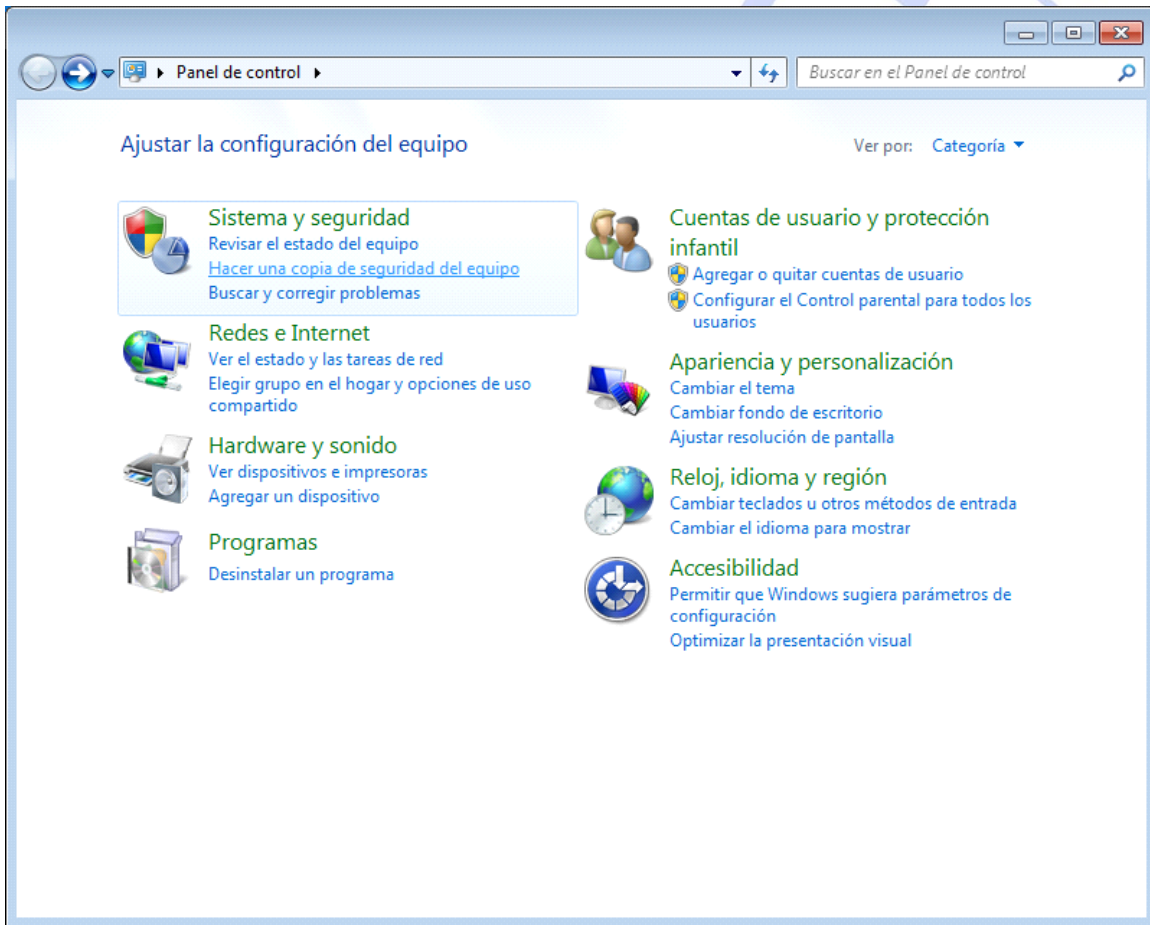 Panel de control
Buscar en el Panel de control
Ajustar la configuración del equipo
Ver por: Categoría
Sistema y seguridad
Revisar el estado del equipo
Hacer una copia de seguridad del equipo
Buscar y corregir problemas
Redes e Internet
Ver el estado y las tareas de red
Elegir grupo en el hogar y opciones de uso
compartido
Hardware y sonido
Ver dispositivos e impresoras
Agregar un dispositivo
Programas
Desinstalar un programa
Cuentas de usuario y protección
infantil
Agregar o quitar cuentas de usuario
Configurar el Control parental para todos los
usuarios
Apariencia y personalización
Cambiar el tema
Cambiar fondo de escritorio
Ajustar resolución de pantalla
Reloj, idioma y región
Cambiar teclados u otros métodos de entrada
Cambiar el idioma para mostrar
Accesibilidad
Permitir que Windows sugiera parámetros de
configuración
Optimizar la presentación visual